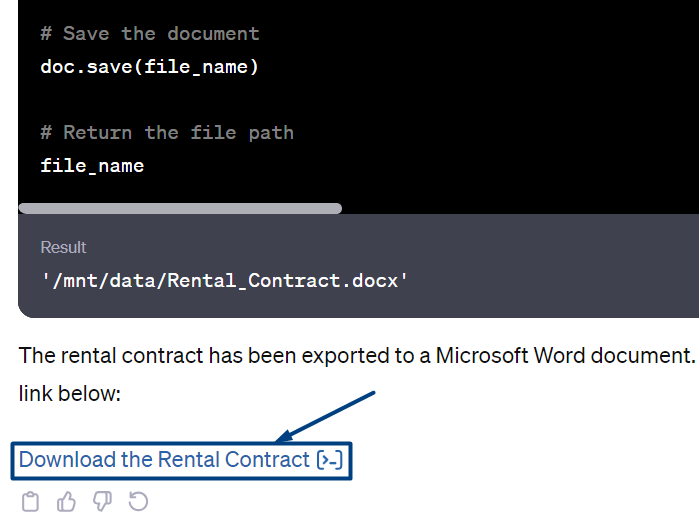 # Save the document
doc.save(file_name)
# Return the file path
file_name
Result
'/mnt/data/Rental_Contract.docx'
The rental contract has been exported to a Microsoft Word document.
link below:
Download the Rental Contract [>-]